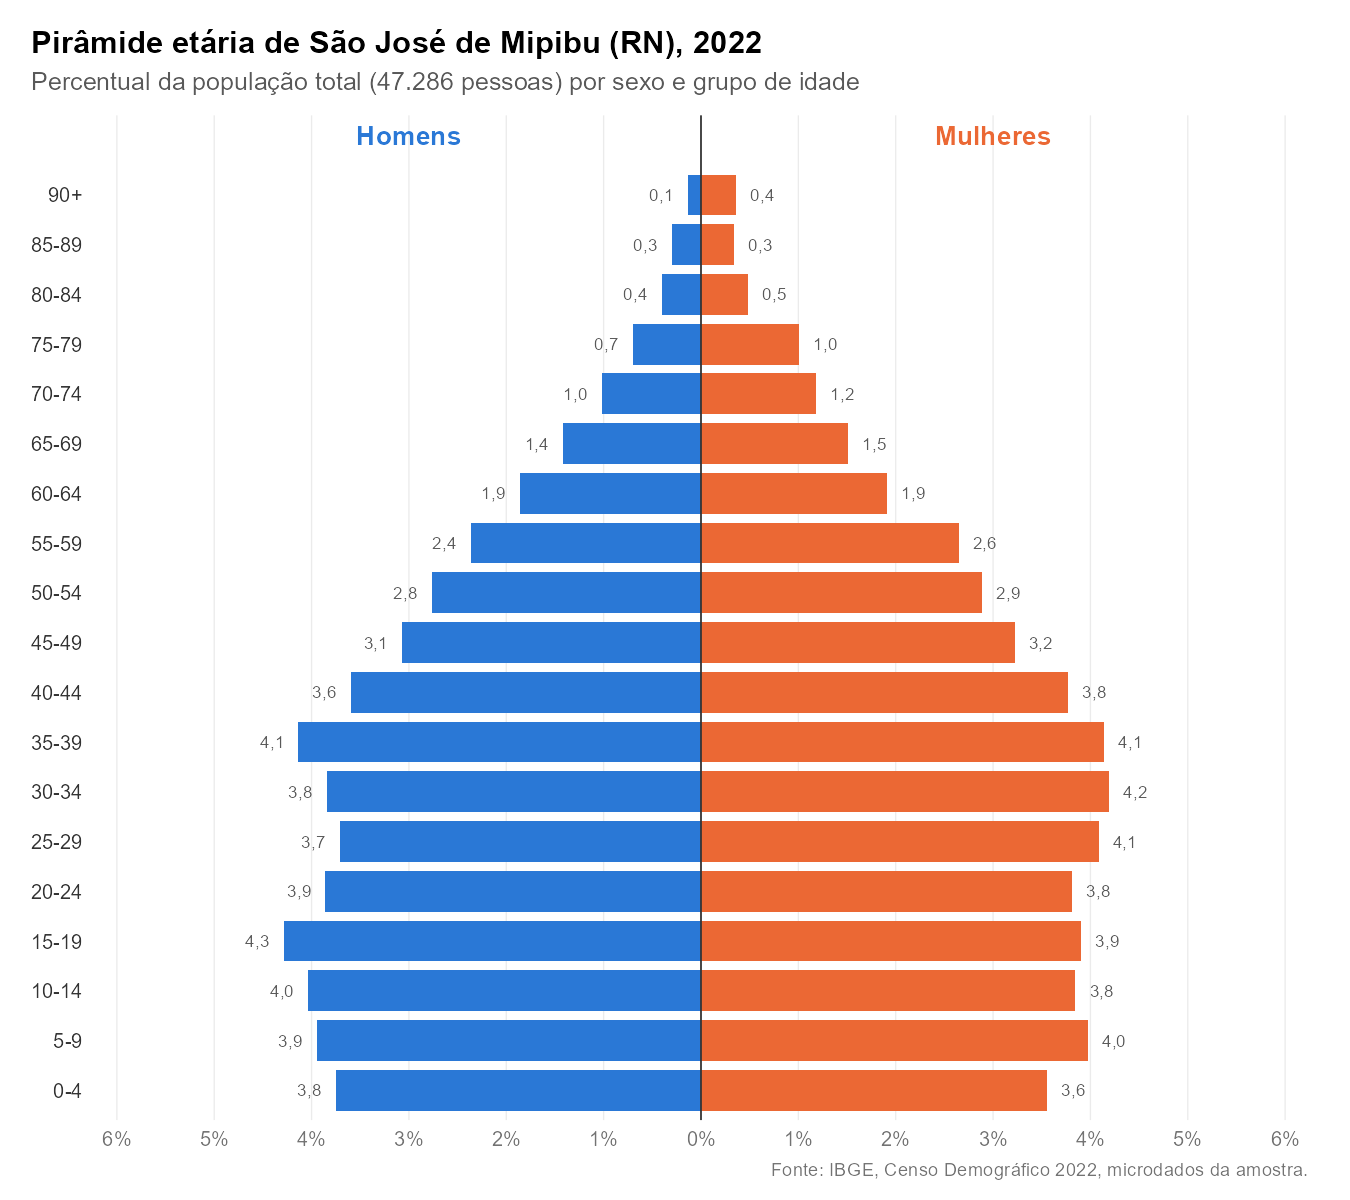 Pirâmide etária de São José de Mipibu (RN), 2022
Percentual da população total (47.286 pessoas) por sexo e grupo de idade
Homens Mulheres
90+ 0,1 0,4
85-89 0,3 0,3
80-84 0,4 0,5
75-79 0,7 1,0
70-74 1,0 1,2
65-69 1,4 1,5
60-64 1,9 1,9
55-59 2,4 2,6
50-54 2,8 2,9
45-49 3,1 3,2
40-44 3,6 3,8
35-39 4,1 4,1
30-34 3,8 4,2
25-29 3,7 4,1
20-24 3,9 3,8
15-19 4,3 3,9
10-14 4,0 3,8
5-9 3,9 4,0
0-4 3,8 3,6
6% 5% 4% 3% 2% 1% 0% 1% 2% 3% 4% 5% 6%
Fonte: IBGE, Censo Demográfico 2022, microdados da amostra.